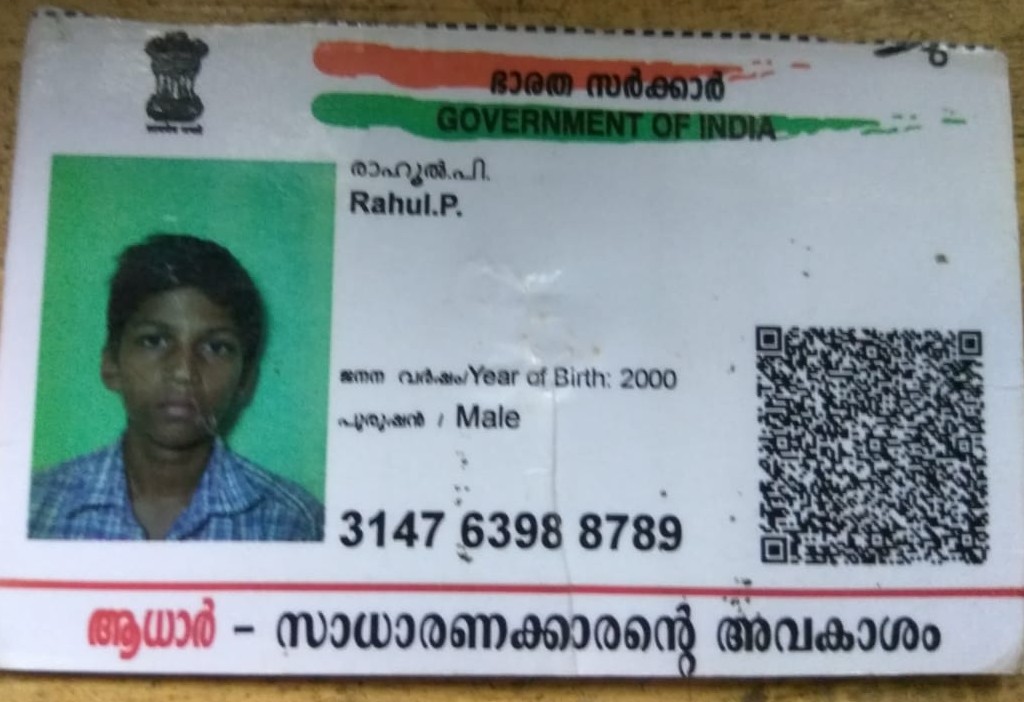 ഭാരത സർക്കാർ
GOVERNMENT OF INDIA
രാഹുൽ.പി.
Rahul.P.
ജനന വർഷം/Year of Birth: 2000
പുരുഷൻ / Male
3147 6398 8789
ആധാർ - സാധാരണക്കാരന്റെ അവകാശം